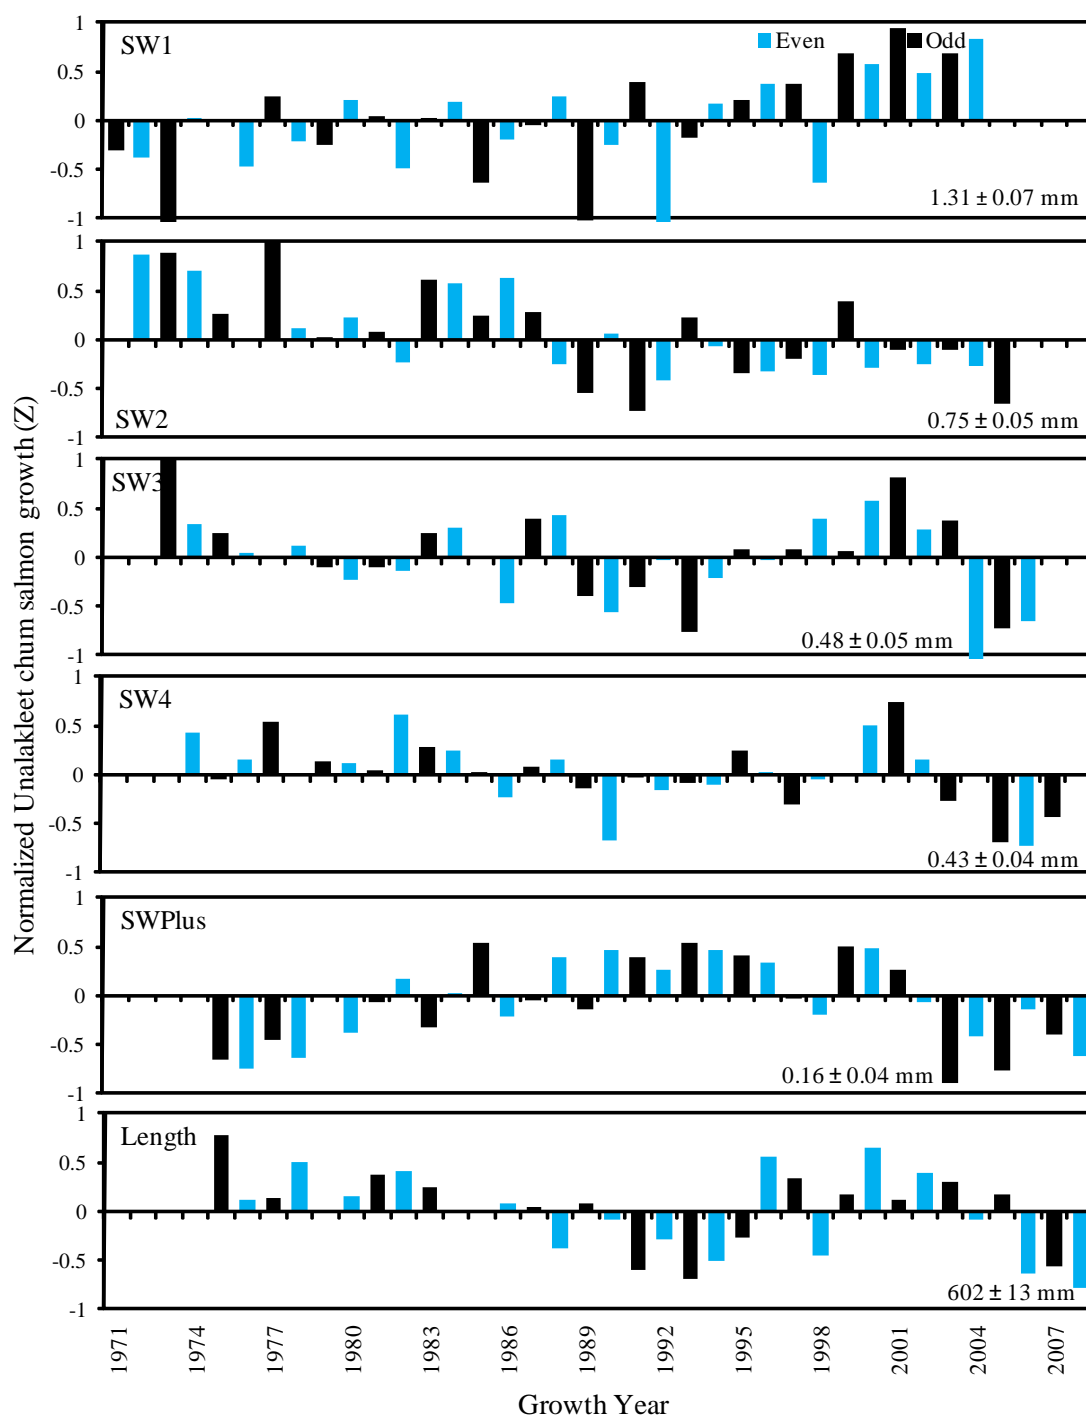 Normalized Unalakleet chum salmon growth (Z)
1
0.5
0
-0.5
-1
SW1
Even
Odd
1.31 ± 0.07 mm
1
0.5
0
-0.5
-1
SW2
0.75 ± 0.05 mm
1
0.5
0
-0.5
-1
SW3
0.48 ± 0.05 mm
1
0.5
0
-0.5
-1
SW4
0.43 ± 0.04 mm
1
0.5
0
-0.5
-1
SWPlus
0.16 ± 0.04 mm
1
0.5
0
-0.5
-1
Length
602 ± 13 mm
1971
1974
1977
1980
1983
1986
1989
1992
1995
1998
2001
2004
2007
Growth Year